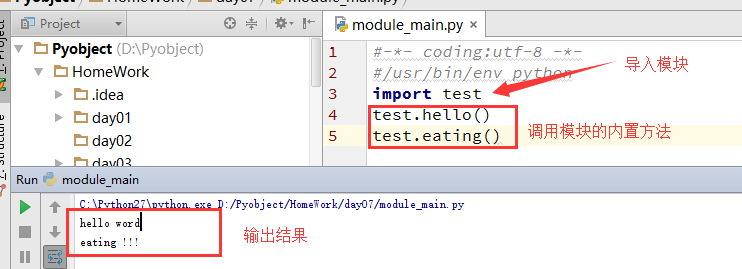 Pyobject HomeWork day07 module_main.py
Project
module_main.py
Pyobject (D:\Pyobject)
HomeWork
.idea
day01
day02
day03
1 #-*- coding:utf-8 -*-
2 #/usr/bin/env python
3 import test
4 test.hello()
5 test.eating()
导入模块
调用模块的内置方法
1: Project
Z: Structure
Run module_main
C:\Python27\python.exe D:/Pyobject/HomeWork/day07/module_main.py
hello word
eating !!!
输出结果